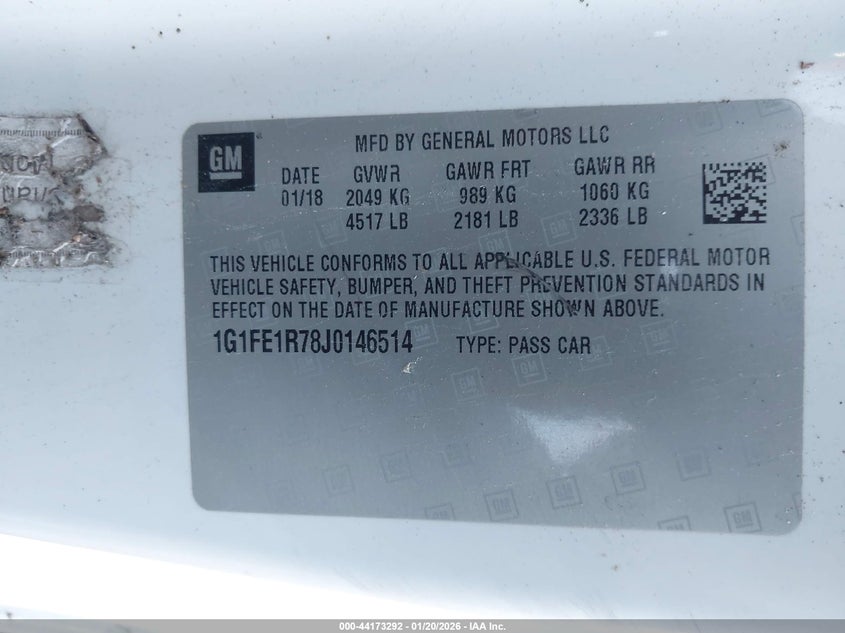 GM
MFD BY GENERAL MOTORS LLC
DATE GVWR GAWR FRT GAWR RR
01/18 2049 KG 989 KG 1060 KG
4517 LB 2181 LB 2336 LB
THIS VEHICLE CONFORMS TO ALL APPLICABLE U.S. FEDERAL MOTOR
VEHICLE SAFETY, BUMPER, AND THEFT PREVENTION STANDARDS IN
EFFECT ON THE DATE OF MANUFACTURE SHOWN ABOVE.
1G1FE1R78J0146514 TYPE: PASS CAR
000-44173292 - 01/20/2026 - IAA Inc.